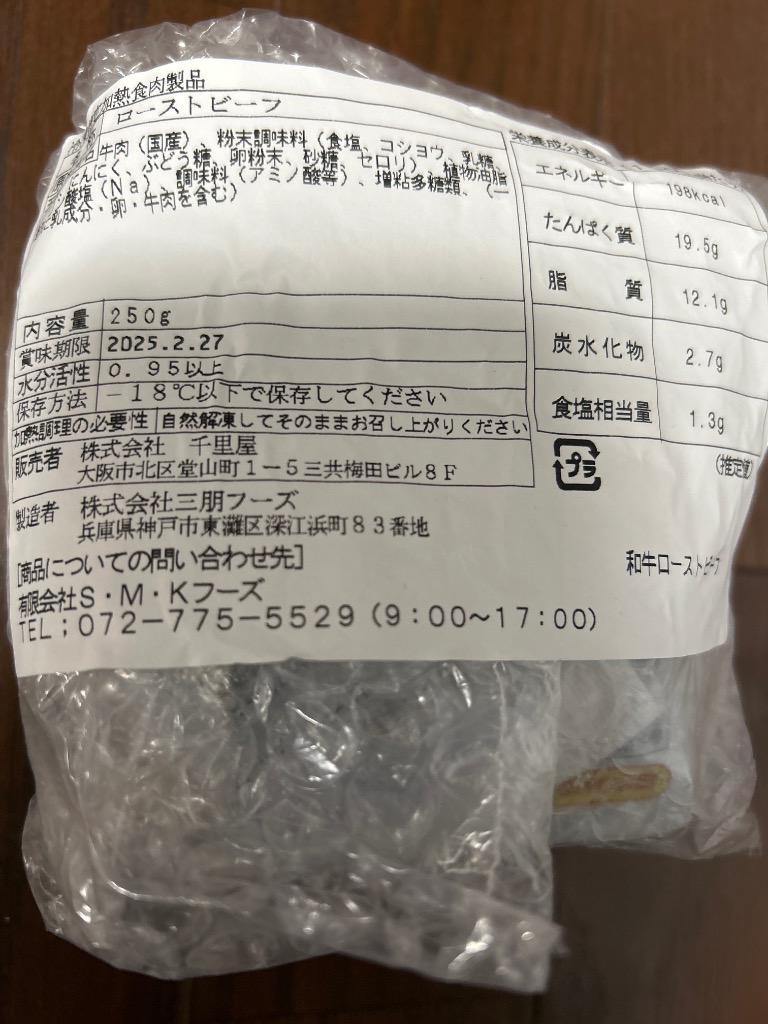 加熱食肉製品
ローストビーフ
牛肉(国産)、粉末調味料(食塩、コショウ、乳糖、
にんにく、ぶどう糖、卵粉末、砂糖、セロリ)、植物油脂
酸塩(Na)、調味料(アミノ酸等)、増粘多糖類、(一
乳成分・卵・牛肉を含む)
内容量 250g
賞味期限 2025.2.27
水分活性 0.95以上
保存方法 -18℃以下で保存してください
加熱調理の必要性 自然解凍してそのままお召し上がりください
販売者 株式会社 千里屋
大阪市北区堂山町1-5三共梅田ビル8F
製造者 株式会社三朋フーズ
兵庫県神戸市東灘区深江浜町83番地
[商品についての問い合わせ先]
有限会社S・M・Kフーズ
TEL;072-775-5529(9:00~17:00)
栄養成分表
エネルギー 198kcal
たんぱく質 19.5g
脂質 12.1g
炭水化物 2.7g
食塩相当量 1.3g
プラ
(推定値)
和牛ローストビーフ